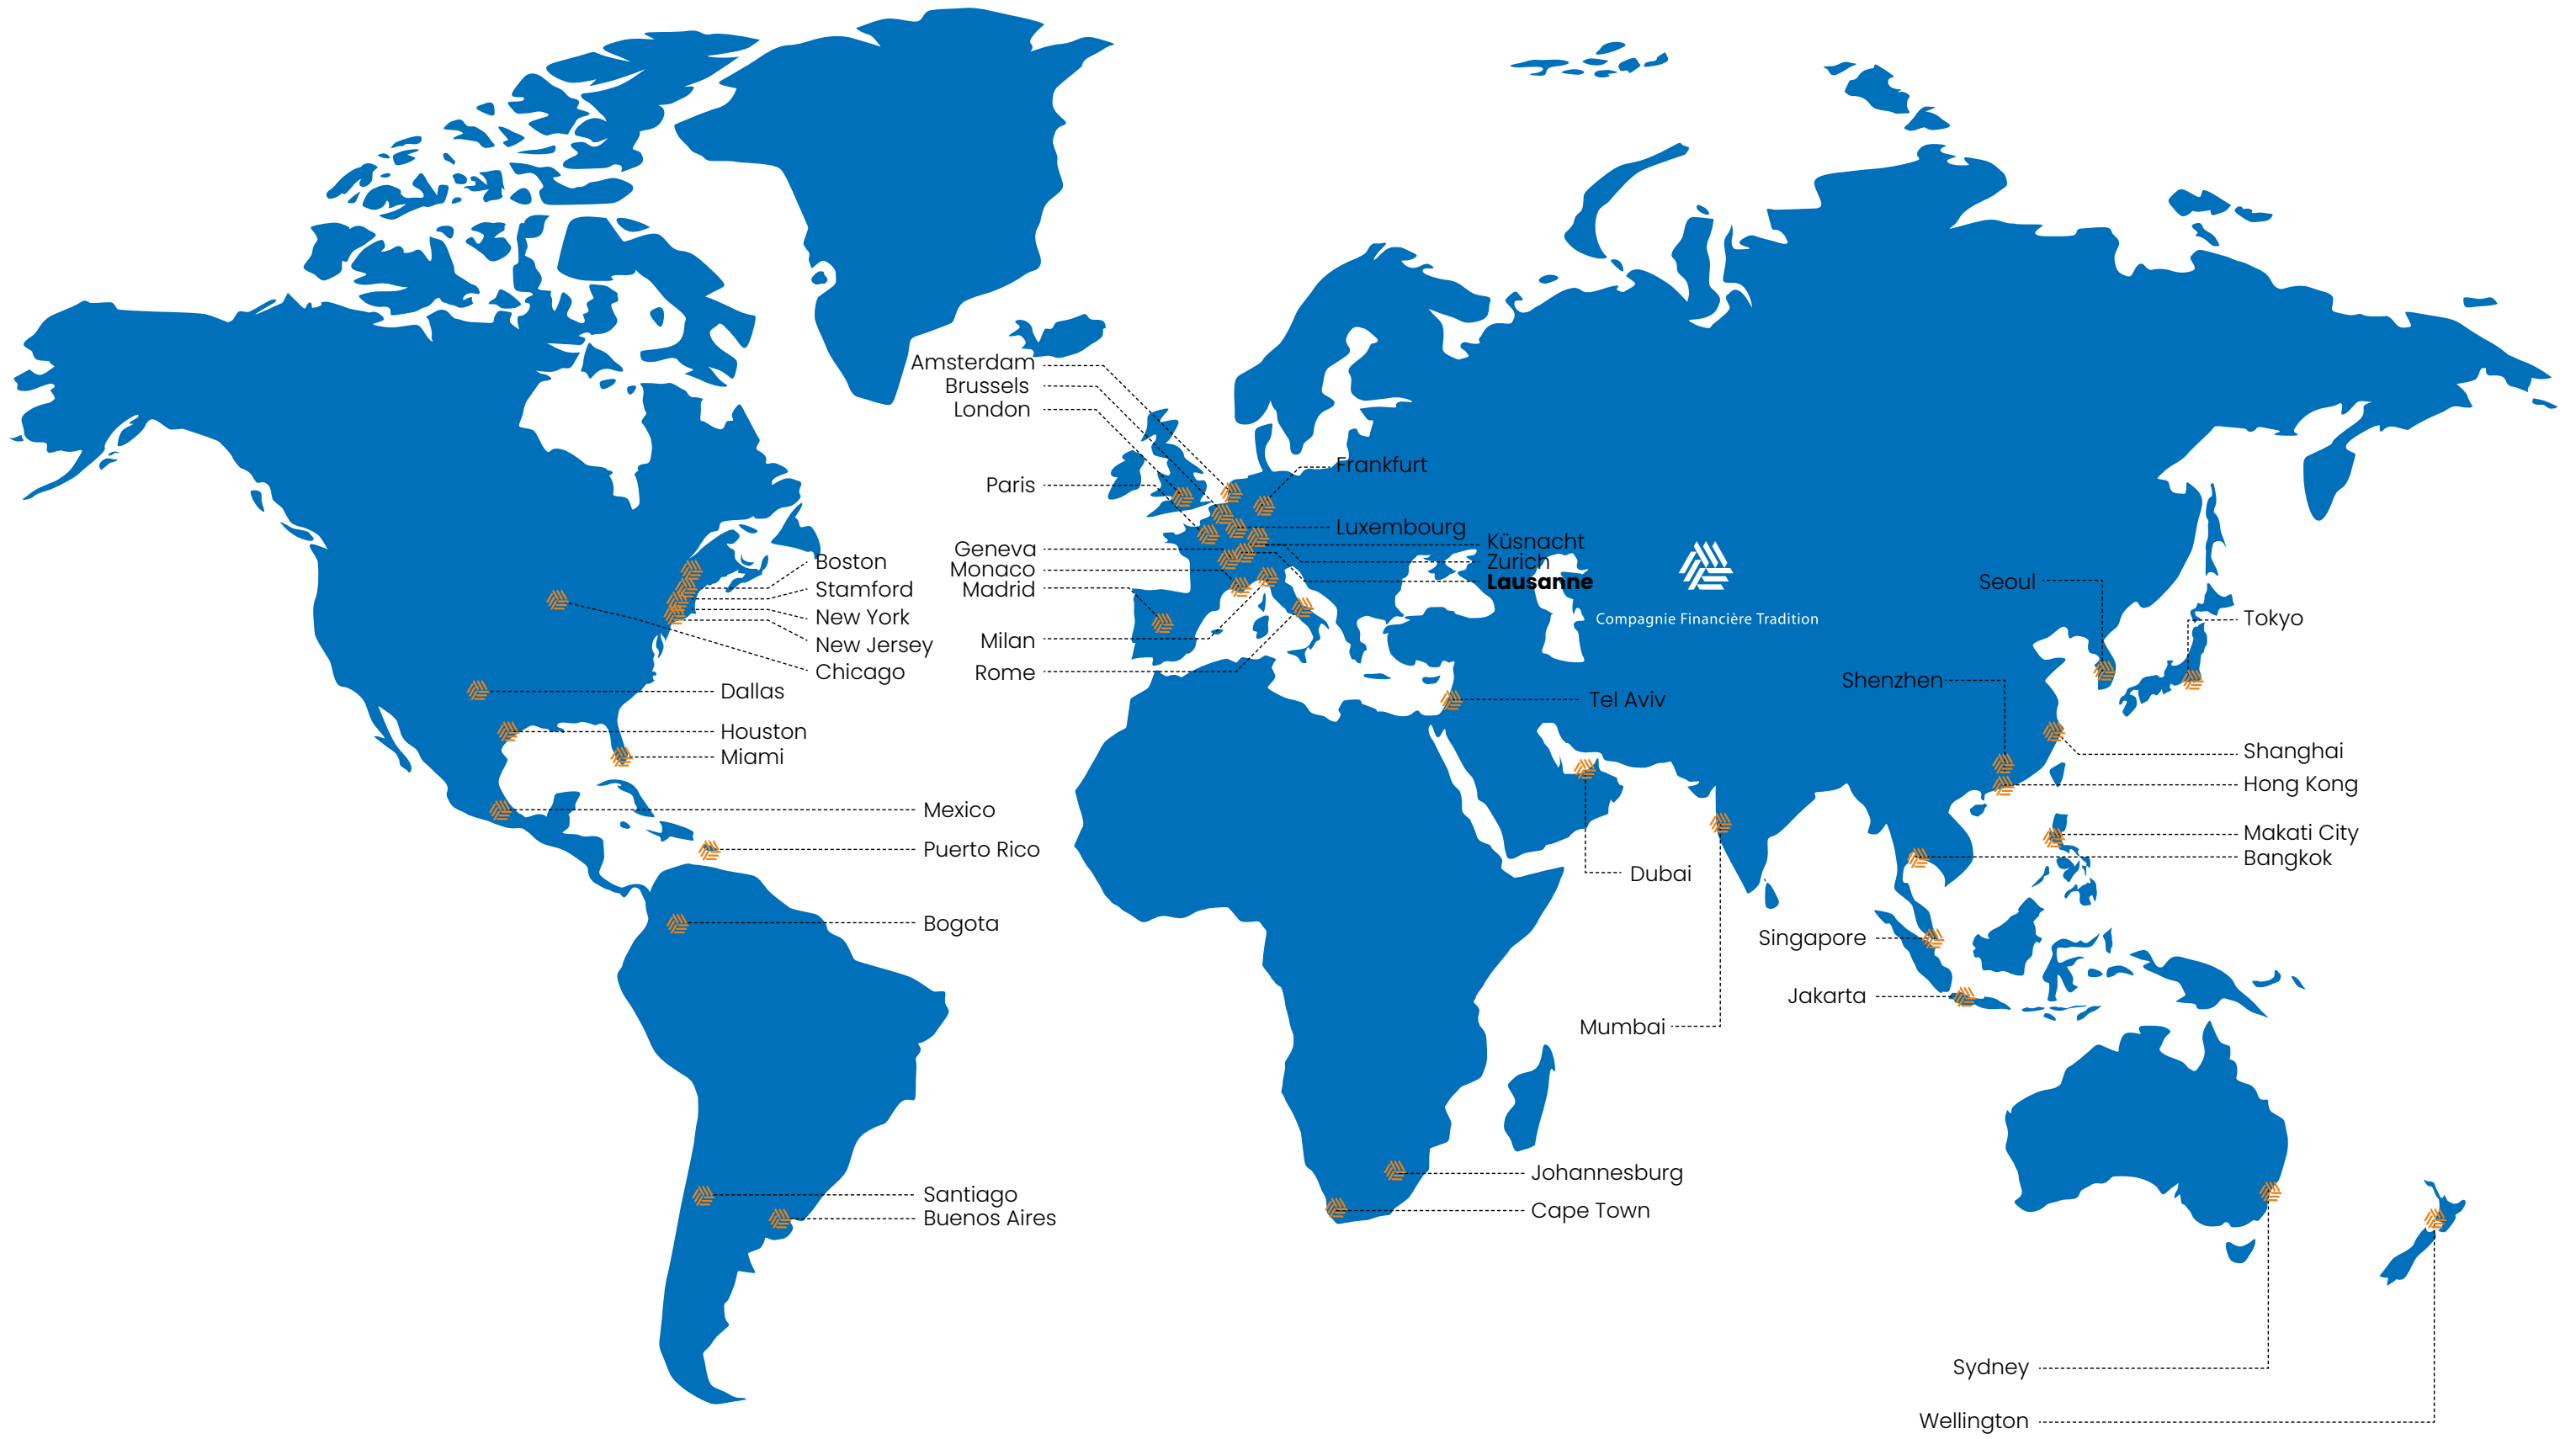 Amsterdam
Brussels
London
Paris
Frankfurt
Luxembourg
Geneva
Monaco
Madrid
Küsnacht
Zurich
Lausanne
Milan
Rome
Compagnie Financière Tradition
Boston
Stamford
New York
New Jersey
Chicago
Dallas
Houston
Miami
Mexico
Puerto Rico
Bogota
Santiago
Buenos Aires
Tel Aviv
Dubai
Mumbai
Johannesburg
Cape Town
Seoul
Tokyo
Shenzhen
Shanghai
Hong Kong
Makati City
Bangkok
Singapore
Jakarta
Sydney
Wellington